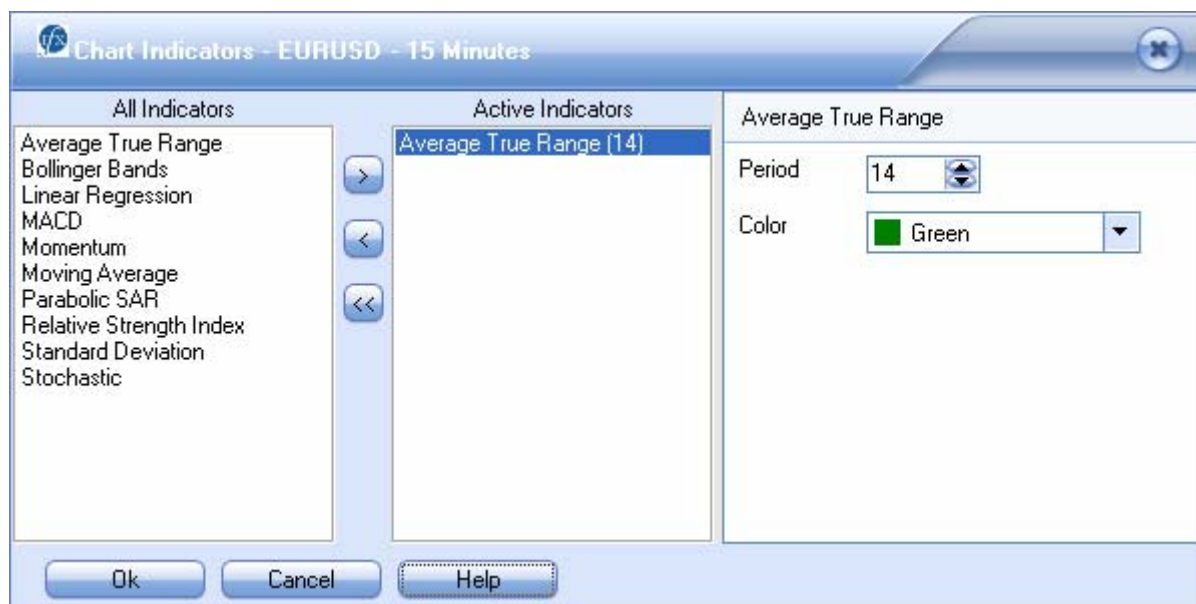 rfx
Chart Indicators - EURUSD - 15 Minutes
All Indicators
Average True Range
Bollinger Bands
Linear Regression
MACD
Momentum
Moving Average
Parabolic SAR
Relative Strength Index
Standard Deviation
Stochastic
>
<
<<
Active Indicators
Average True Range (14)
Average True Range
Period 14
Color Green
Ok Cancel Help